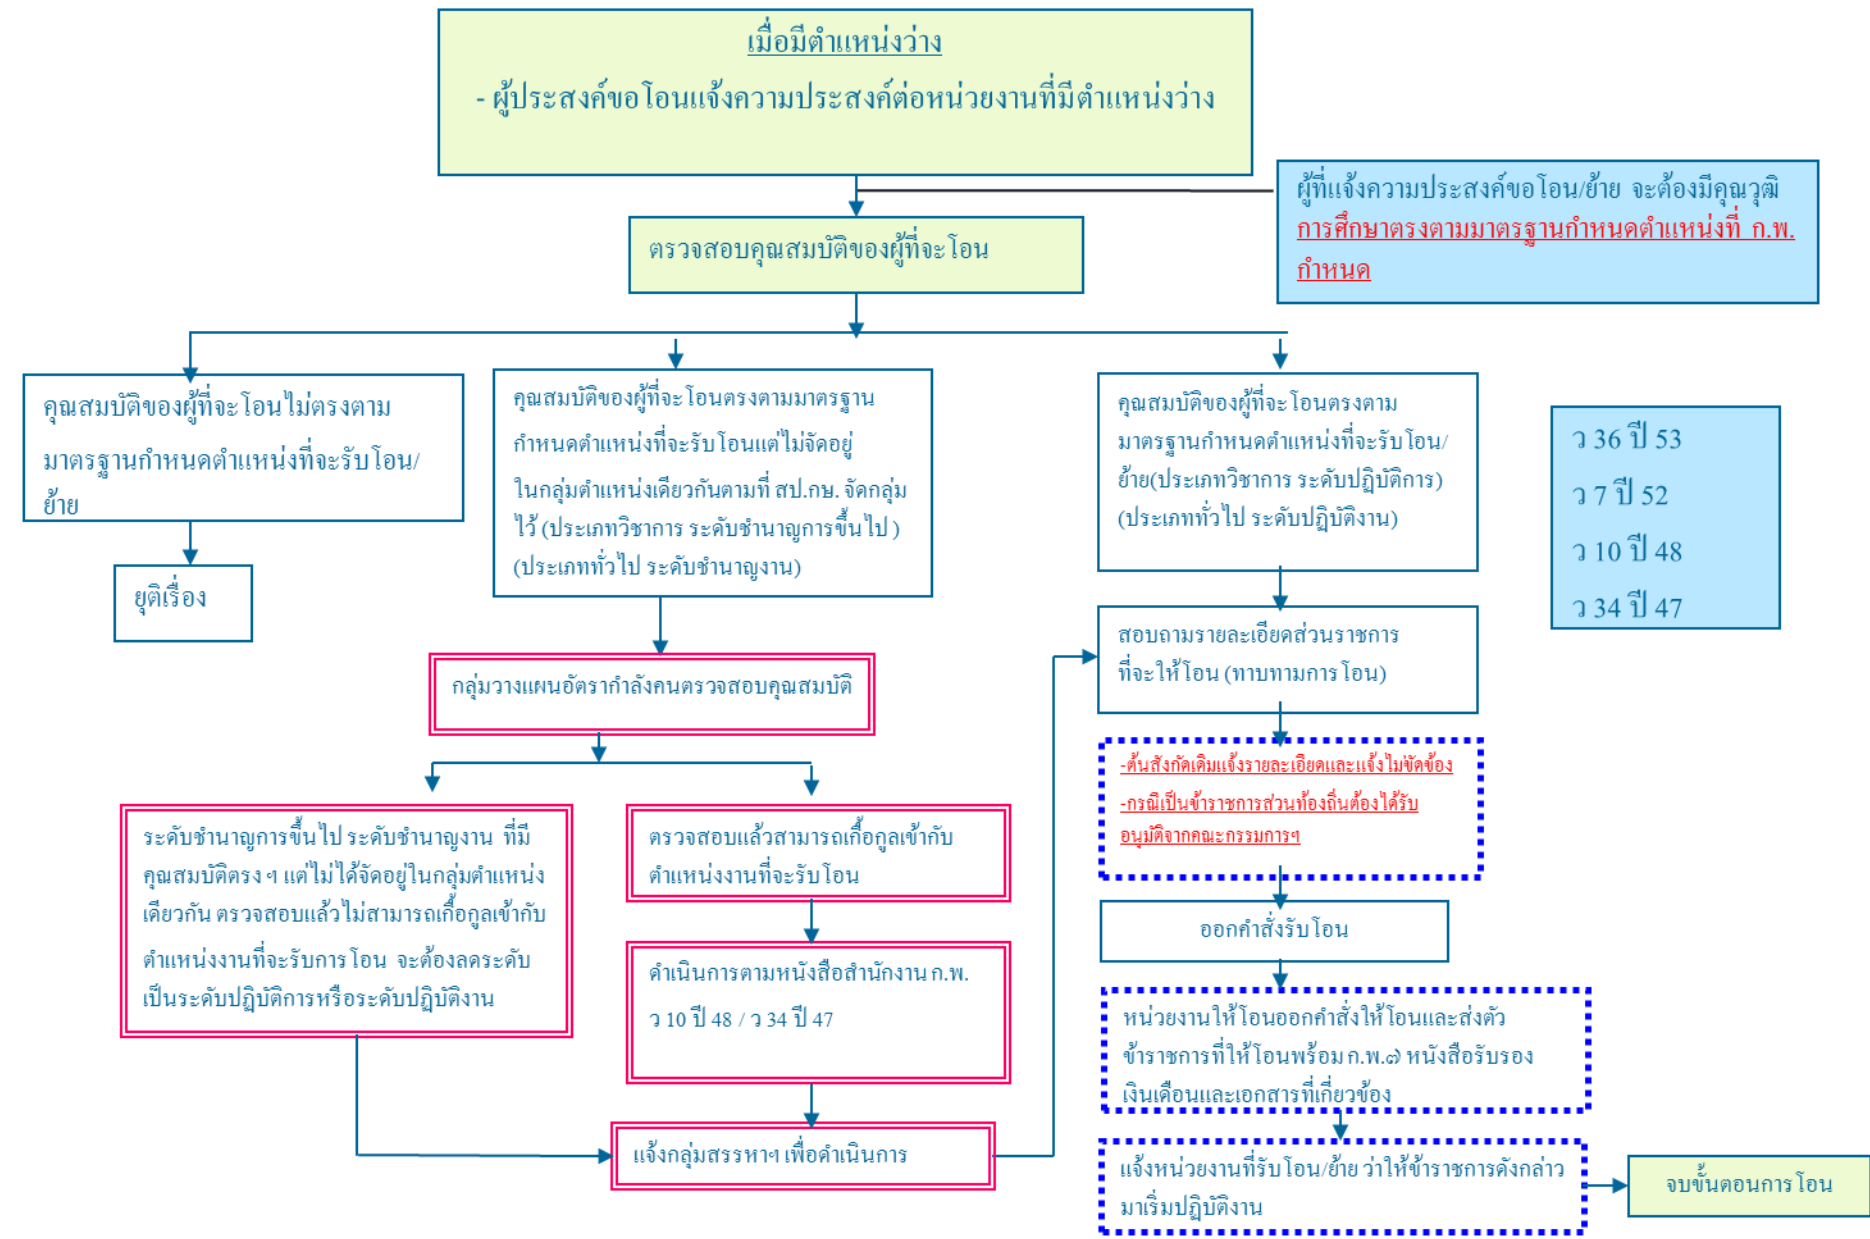 เมื่อมีตำแหน่งว่าง
- ผู้ประสงค์ขอโอนแจ้งความประสงค์ต่อหน่วยงานที่มีตำแหน่งว่าง
ผู้ที่แจ้งความประสงค์ขอโอน/ย้าย จะต้องมีคุณวุฒิ
การศึกษาตรงตามมาตรฐานกำหนดตำแหน่งที่ ก.พ.
กำหนด
ตรวจสอบคุณสมบัติของผู้ที่จะโอน
คุณสมบัติของผู้ที่จะโอนไม่ตรงตาม
มาตรฐานกำหนดตำแหน่งที่จะรับโอน/
ย้าย
ยุติเรื่อง
คุณสมบัติของผู้ที่จะโอนตรงตามมาตรฐาน
กำหนดตำแหน่งที่จะรับโอนแต่ไม่จัดอยู่
ในกลุ่มตำแหน่งเดียวกันตามที่ สป.กษ. จัดกลุ่ม
ไว้ (ประเภทวิชาการ ระดับชำนาญการขึ้นไป )
(ประเภททั่วไป ระดับชำนาญงาน)
คุณสมบัติของผู้ที่จะโอนตรงตาม
มาตรฐานกำหนดตำแหน่งที่จะรับโอน/
ย้าย(ประเภทวิชาการ ระดับปฏิบัติการ)
(ประเภททั่วไป ระดับปฏิบัติงาน)
ว 36 ปี 53
ว 7 ปี 52
ว 10 ปี 48
ว 34 ปี 47
กลุ่มวางแผนอัตรากำลังคนตรวจสอบคุณสมบัติ
ระดับชำนาญการขึ้นไป ระดับชำนาญงาน ที่มี
คุณสมบัติตรง ฯ แต่ไม่ได้จัดอยู่ในกลุ่มตำแหน่ง
เดียวกัน ตรวจสอบแล้วไม่สามารถเกื้อกูลเข้ากับ
ตำแหน่งงานที่จะรับการโอน จะต้องลดระดับ
เป็นระดับปฏิบัติการหรือระดับปฏิบัติงาน
ตรวจสอบแล้วสามารถเกื้อกูลเข้ากับ
ตำแหน่งงานที่จะรับโอน
ดำเนินการตามหนังสือสำนักงาน ก.พ.
ว 10 ปี 48 / ว 34 ปี 47
แจ้งกลุ่มสรรหาฯ เพื่อดำเนินการ
สอบถามรายละเอียดส่วนราชการ
ที่จะให้โอน (ทาบทามการโอน)
-ต้นสังกัดเดิมแจ้งรายละเอียดและแจ้งไม่ขัดข้อง
-กรณีเป็นข้าราชการส่วนท้องถิ่นต้องได้รับ
อนุมัติจากคณะกรรมการฯ
ออกคำสั่งรับโอน
หน่วยงานให้โอนออกคำสั่งให้โอนและส่งตัว
ข้าราชการที่ให้โอนพร้อม ก.พ.๗ หนังสือรับรอง
เงินเดือนและเอกสารที่เกี่ยวข้อง
แจ้งหน่วยงานที่รับโอน/ย้าย ว่าให้ข้าราชการดังกล่าว
มาเริ่มปฏิบัติงาน
จบขั้นตอนการโอน